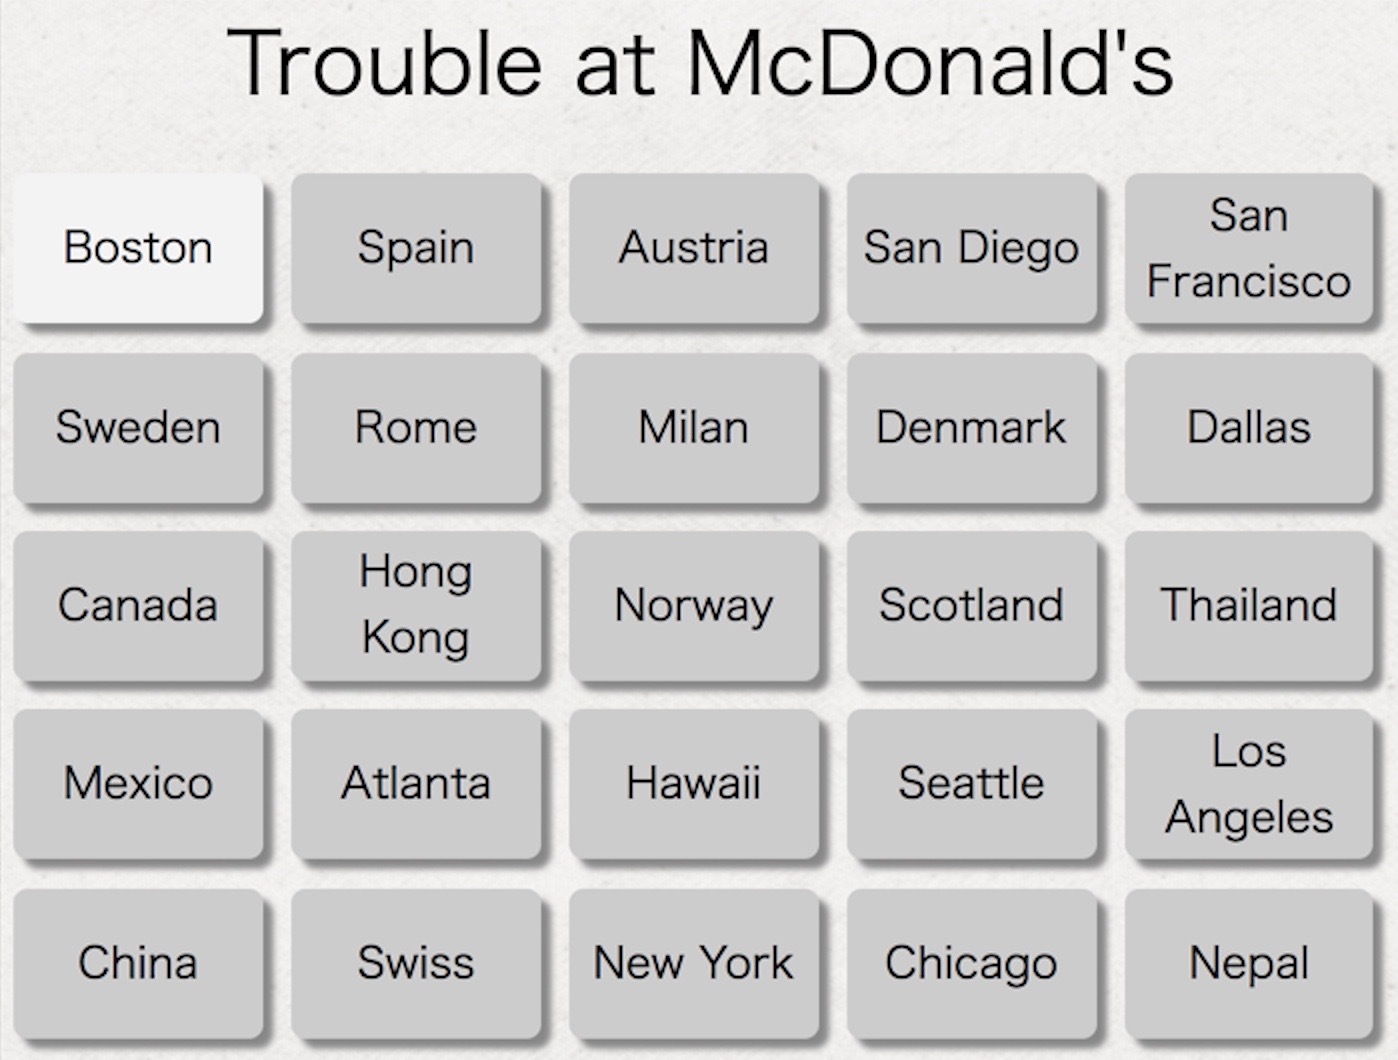 Trouble at McDonald's
Boston
Spain
Austria
San Diego
San
Francisco
Sweden
Rome
Milan
Denmark
Dallas
Canada
Hong
Kong
Norway
Scotland
Thailand
Mexico
Atlanta
Hawaii
Seattle
Los
Angeles
China
Swiss
New York
Chicago
Nepal